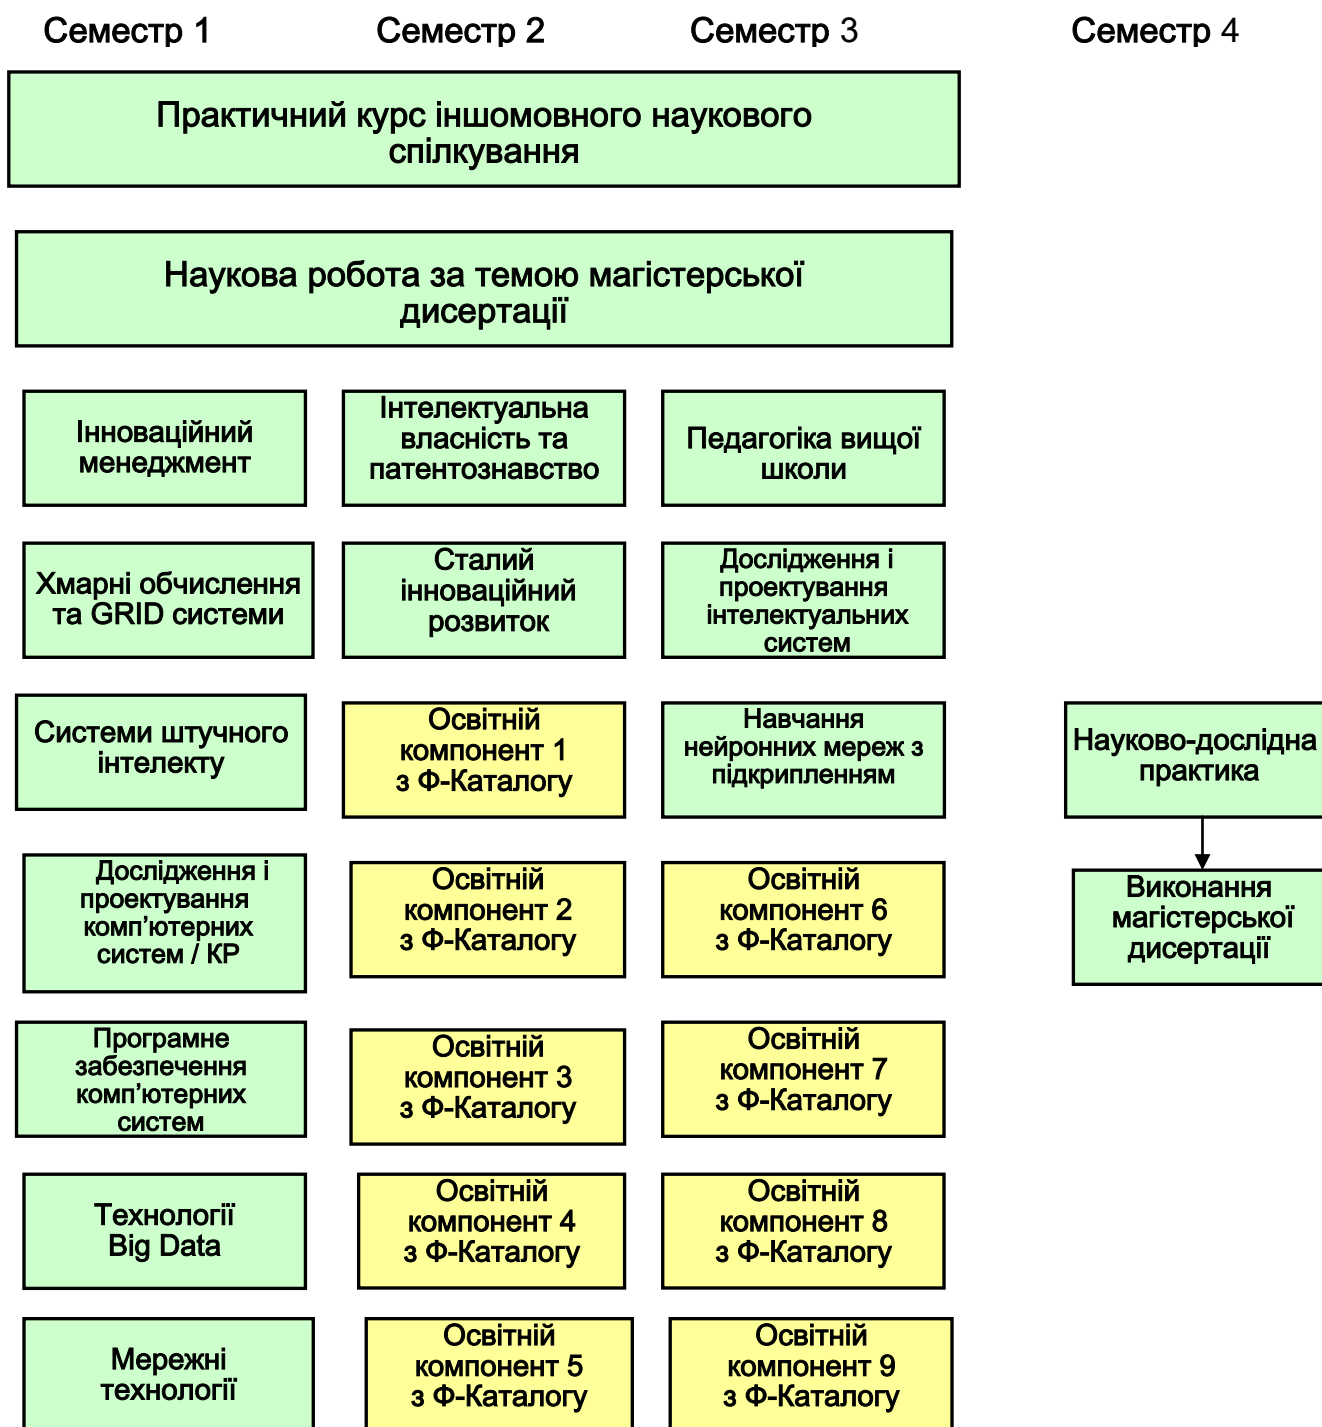 Семестр 1
Семестр 2
Семестр 3
Семестр 4
Практичний курс іншомовного наукового
спілкування
Наукова робота за темою магістерської
дисертації
Інноваційний
менеджмент
Інтелектуальна
власність та
патентознавство
Педагогіка вищої
школи
Хмарні обчислення
та GRID системи
Сталий
інноваційний
розвиток
Дослідження і
проектування
інтелектуальних
систем
Системи штучного
інтелекту
Освітній
компонент 1
з Ф-Каталогу
Навчання
нейронних мереж з
підкрипленням
Науково-дослідна
практика
Дослідження і
проектування
комп’ютерних
систем / КР
Освітній
компонент 2
з Ф-Каталогу
Освітній
компонент 6
з Ф-Каталогу
Виконання
магістерської
дисертації
Програмне
забезпечення
комп’ютерних
систем
Освітній
компонент 3
з Ф-Каталогу
Освітній
компонент 7
з Ф-Каталогу
Технології
Big Data
Освітній
компонент 4
з Ф-Каталогу
Освітній
компонент 8
з Ф-Каталогу
Мережні
технології
Освітній
компонент 5
з Ф-Каталогу
Освітній
компонент 9
з Ф-Каталогу